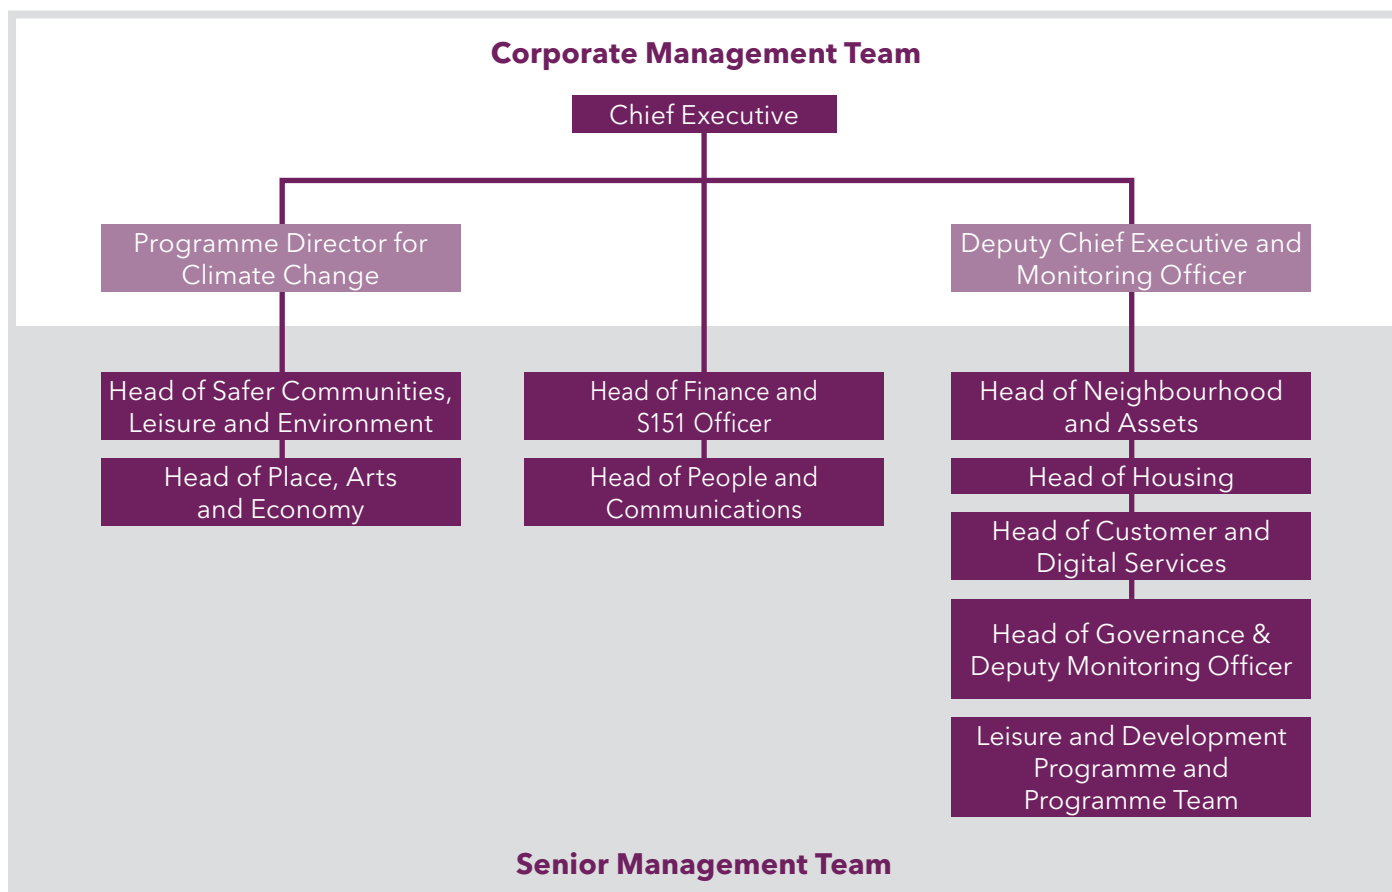 Corporate Management Team
Chief Executive
Programme Director for
Climate Change
Deputy Chief Executive and
Monitoring Officer
Head of Safer Communities,
Leisure and Environment
Head of Place, Arts
and Economy
Head of Finance and
S151 Officer
Head of People and
Communications
Head of Neighbourhood
and Assets
Head of Housing
Head of Customer and
Digital Services
Head of Governance &
Deputy Monitoring Officer
Leisure and Development
Programme and
Programme Team
Senior Management Team